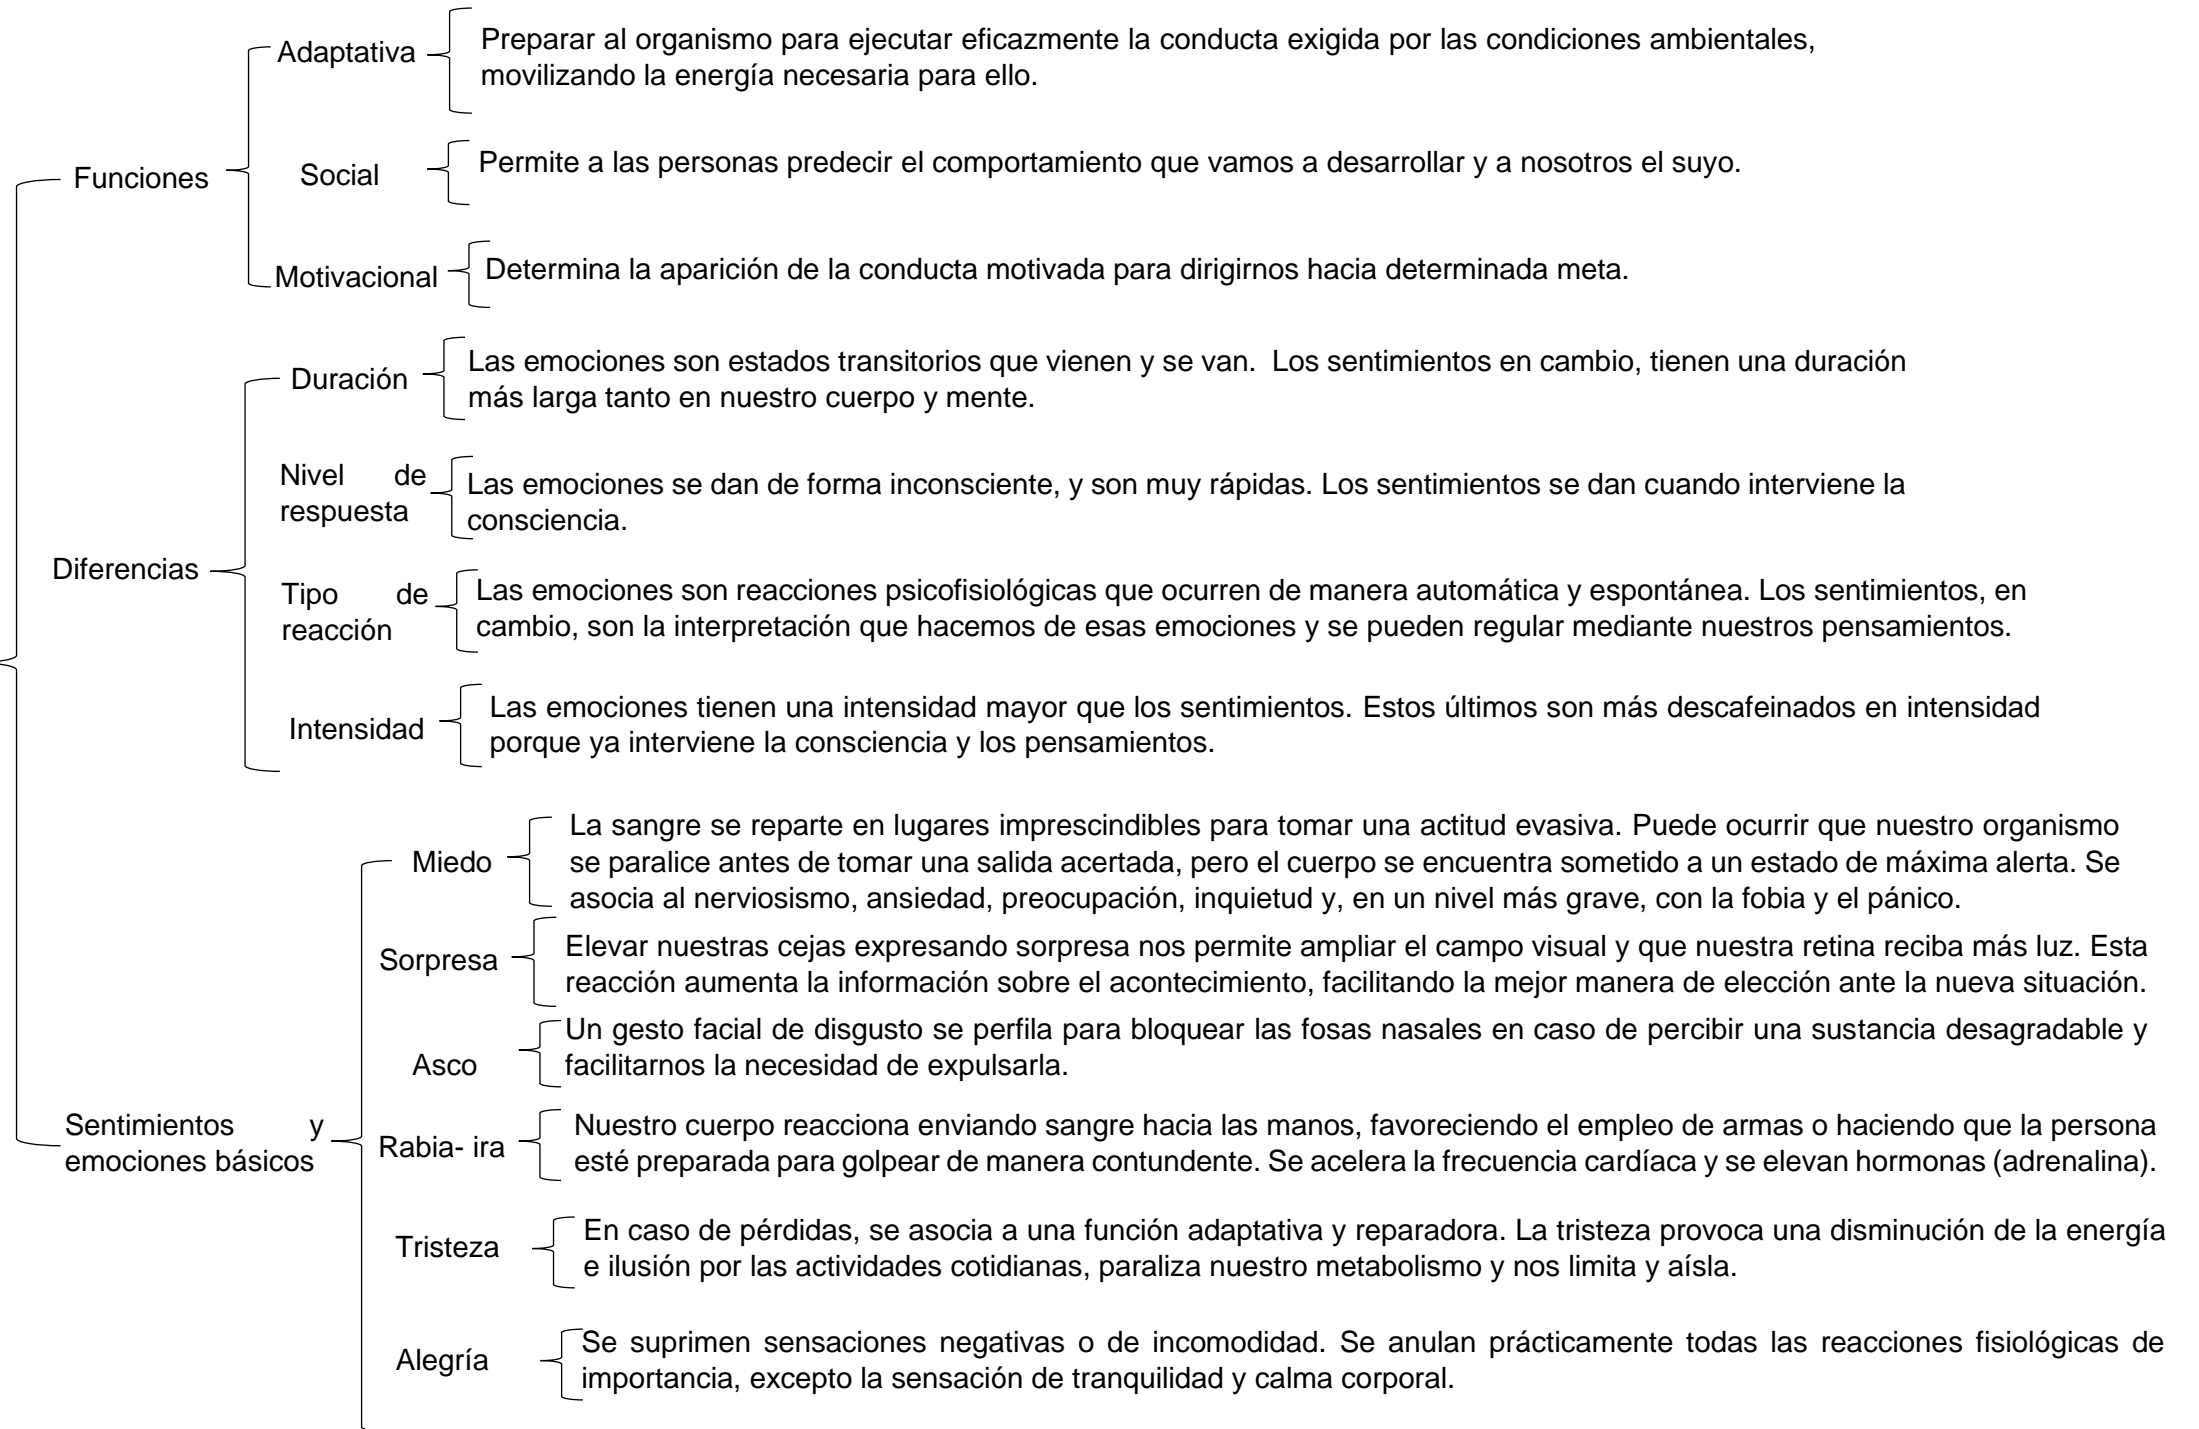 Adaptativa
Preparar al organismo para ejecutar eficazmente la conducta exigida por las condiciones ambientales,
movilizando la energía necesaria para ello.
Funciones
Social
Permite a las personas predecir el comportamiento que vamos a desarrollar y a nosotros el suyo.
Motivacional
Determina la aparición de la conducta motivada para dirigirnos hacia determinada meta.
Duración
Las emociones son estados transitorios que vienen y se van. Los sentimientos en cambio, tienen una duración
más larga tanto en nuestro cuerpo y mente.
Nivel de
respuesta
Las emociones se dan de forma inconsciente, y son muy rápidas. Los sentimientos se dan cuando interviene la
consciencia.
Diferencias
Tipo de
reacción
Las emociones son reacciones psicofisiológicas que ocurren de manera automática y espontánea. Los sentimientos, en
cambio, son la interpretación que hacemos de esas emociones y se pueden regular mediante nuestros pensamientos.
Intensidad
Las emociones tienen una intensidad mayor que los sentimientos. Estos últimos son más descafeinados en intensidad
porque ya interviene la consciencia y los pensamientos.
Miedo
La sangre se reparte en lugares imprescindibles para tomar una actitud evasiva. Puede ocurrir que nuestro organismo
se paralice antes de tomar una salida acertada, pero el cuerpo se encuentra sometido a un estado de máxima alerta. Se
asocia al nerviosismo, ansiedad, preocupación, inquietud y, en un nivel más grave, con la fobia y el pánico.
Sorpresa
Elevar nuestras cejas expresando sorpresa nos permite ampliar el campo visual y que nuestra retina reciba más luz. Esta
reacción aumenta la información sobre el acontecimiento, facilitando la mejor manera de elección ante la nueva situación.
Asco
Un gesto facial de disgusto se perfila para bloquear las fosas nasales en caso de percibir una sustancia desagradable y
facilitarnos la necesidad de expulsarla.
Sentimientos y
emociones básicos
Rabia- ira
Nuestro cuerpo reacciona enviando sangre hacia las manos, favoreciendo el empleo de armas o haciendo que la persona
esté preparada para golpear de manera contundente. Se acelera la frecuencia cardíaca y se elevan hormonas (adrenalina).
Tristeza
En caso de pérdidas, se asocia a una función adaptativa y reparadora. La tristeza provoca una disminución de la energía
e ilusión por las actividades cotidianas, paraliza nuestro metabolismo y nos limita y aísla.
Alegría
Se suprimen sensaciones negativas o de incomodidad. Se anulan prácticamente todas las reacciones fisiológicas de
importancia, excepto la sensación de tranquilidad y calma corporal.